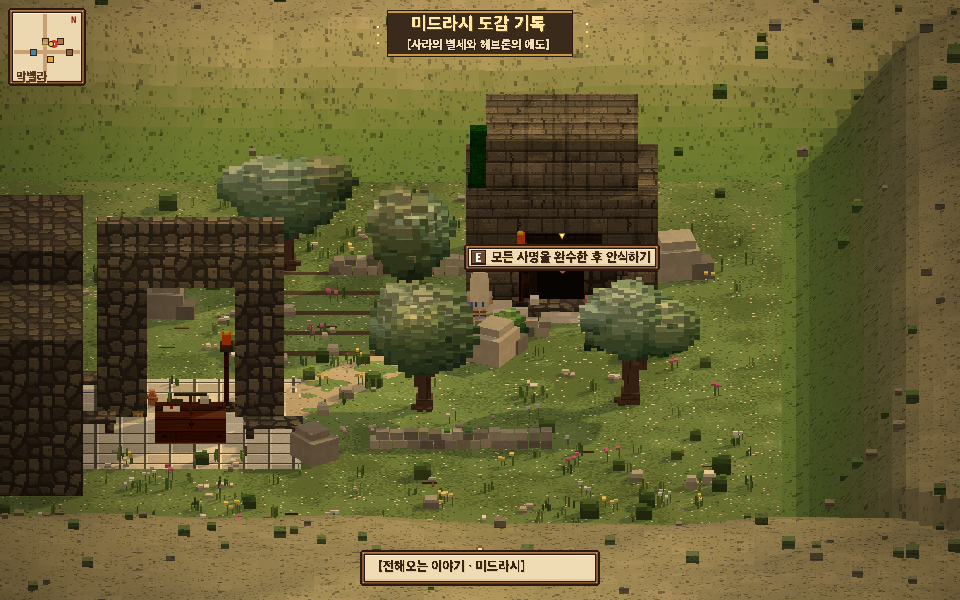 미드라시 도감 기록
[사라의 별세와 헤브론의 애도]
N
막벨라
E 모든 사명을 완수한 후 안식하기
[전해오는 이야기 · 미드라시]